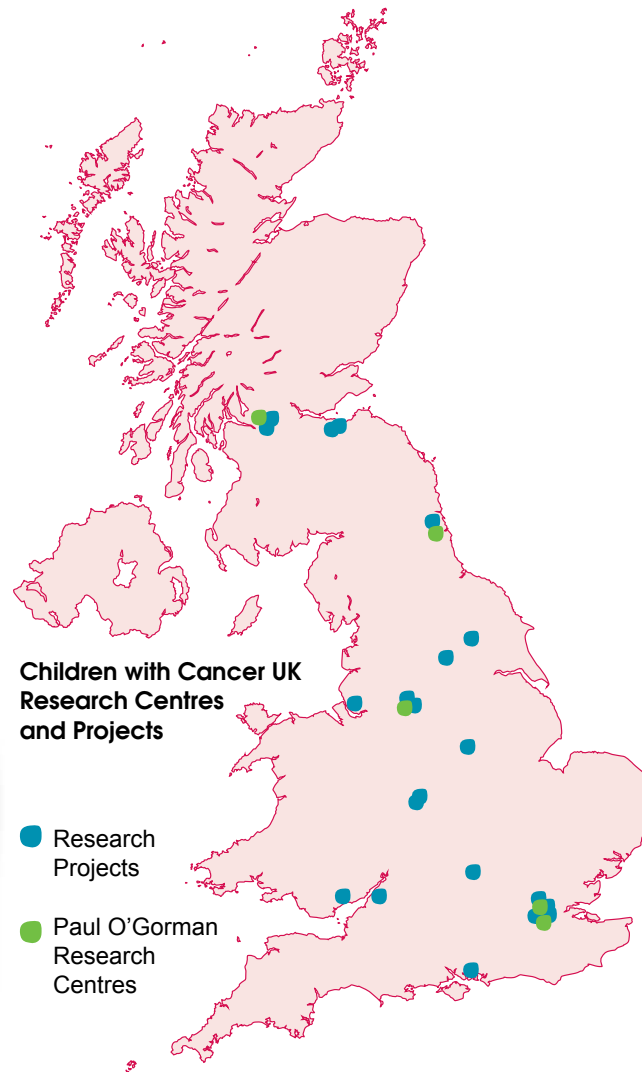 Children with Cancer UK
Research Centres
and Projects
Research
Projects
Paul O'Gorman
Research
Centres